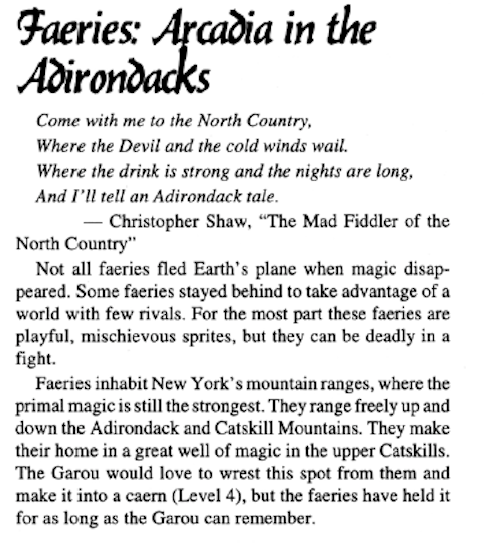 Faeries: Arcadia in the
Adirondacks
Come with me to the North Country,
Where the Devil and the cold winds wail.
Where the drink is strong and the nights are long,
And I'll tell an Adirondack tale.
— Christopher Shaw, “The Mad Fiddler of the
North Country”
Not all faeries fled Earth's plane when magic disap-
peared. Some faeries stayed behind to take advantage of a
world with few rivals. For the most part these faeries are
playful, mischievous sprites, but they can be deadly in a
fight.
Faeries inhabit New York's mountain ranges, where the
primal magic is still the strongest. They range freely up and
down the Adirondack and Catskill Mountains. They make
their home in a great well of magic in the upper Catskills.
The Garou would love to wrest this spot from them and
make it into a caern (Level 4), but the faeries have held it
for as long as the Garou can remember.